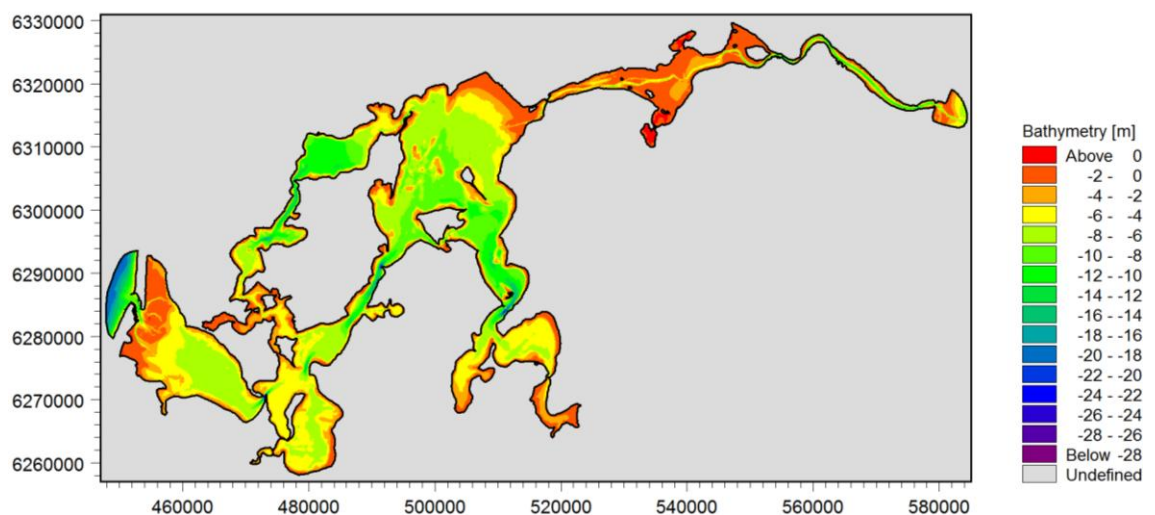 6330000
6320000
6310000
6300000
6290000
6280000
6270000
6260000
460000 480000 500000 520000 540000 560000 580000
Bathymetry [m]
Above 0
-2 - 0
-4 - -2
-6 - -4
-8 - -6
-10 - -8
-12 - -10
-14 - -12
-16 - -14
-18 - -16
-20 - -18
-22 - -20
-24 - -22
-26 - -24
-28 - -26
Below -28
Undefined